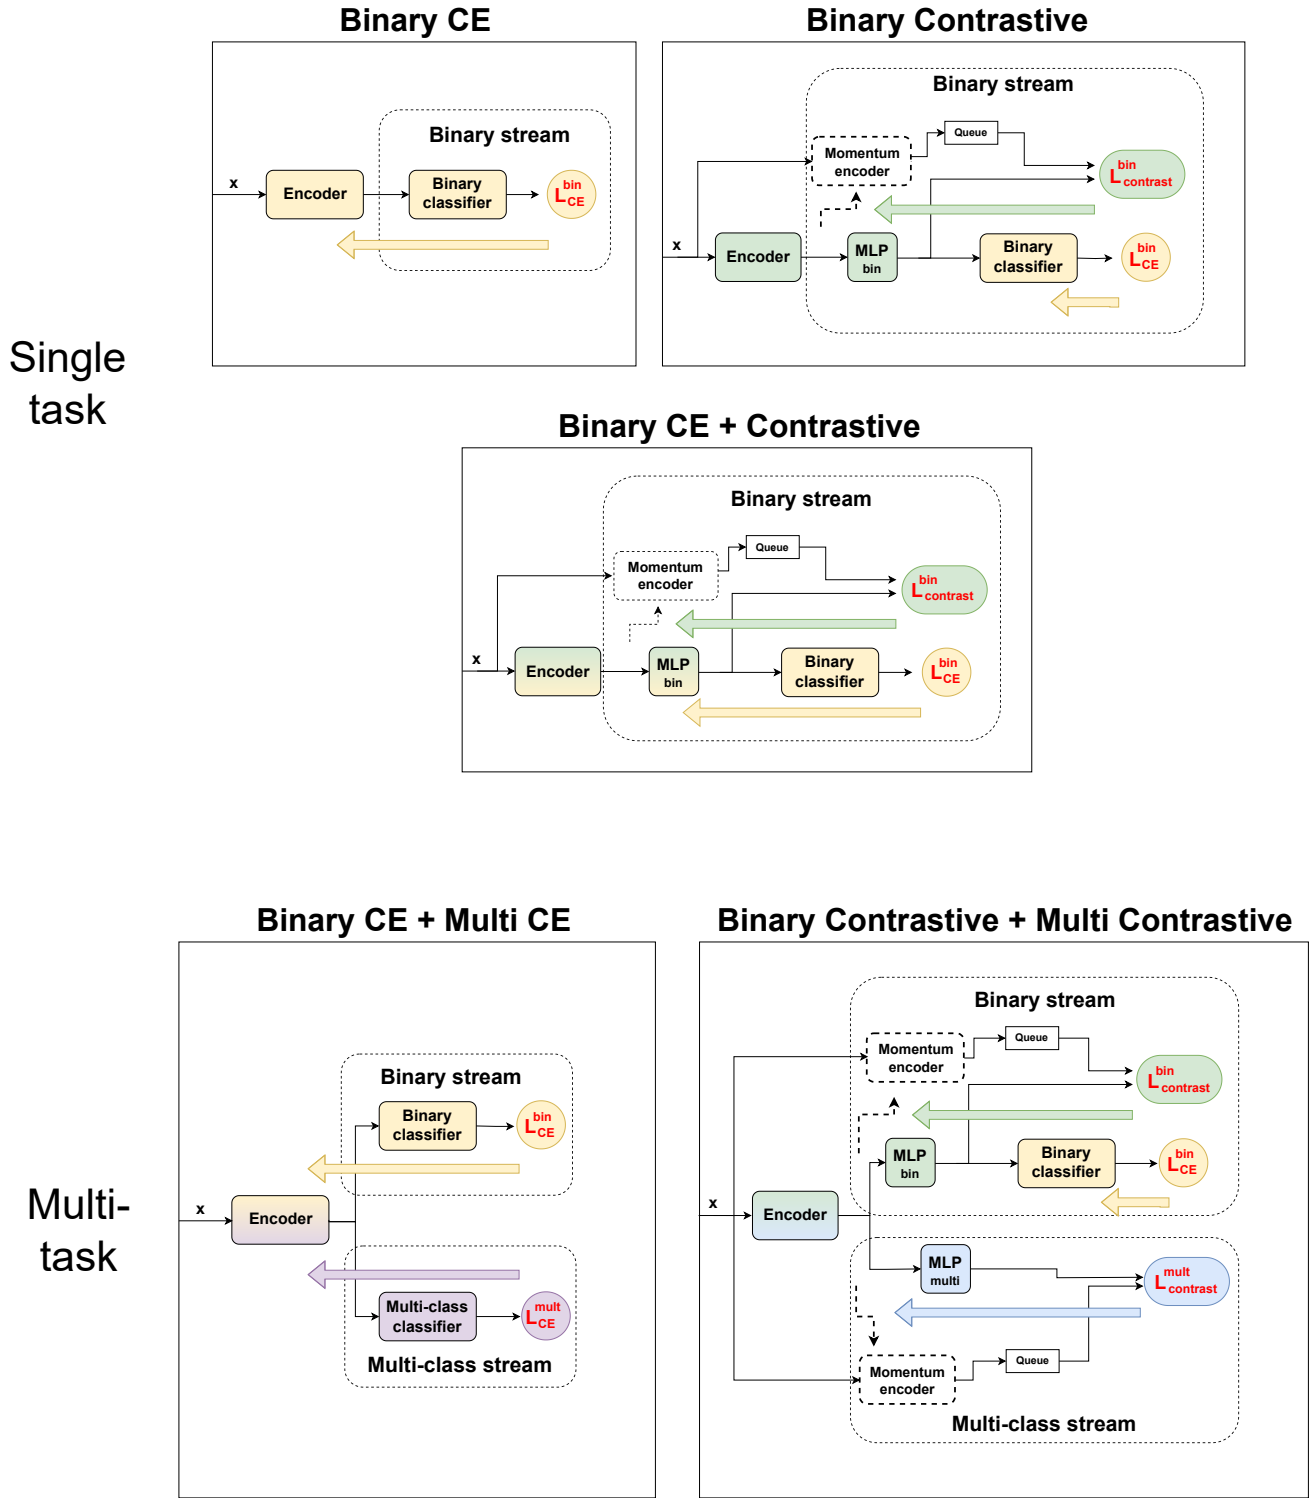 Binary CE
Binary stream
x
Encoder
Binary
classifier
L bin CE
Binary Contrastive
Binary stream
Momentum
encoder
Queue
L bin contrast
x
Encoder
MLP
bin
Binary
classifier
L bin CE
Single
task
Binary CE + Contrastive
Binary stream
Momentum
encoder
Queue
L bin contrast
x
Encoder
MLP
bin
Binary
classifier
L bin CE
Multi-
task
Binary CE + Multi CE
Binary stream
Binary
classifier
L bin CE
x
Encoder
Multi-class
classifier
L mult CE
Multi-class stream
Binary Contrastive + Multi Contrastive
Binary stream
Momentum
encoder
Queue
L bin contrast
MLP
bin
Binary
classifier
L bin CE
x
Encoder
MLP
multi
L mult contrast
Momentum
encoder
Queue
Multi-class stream